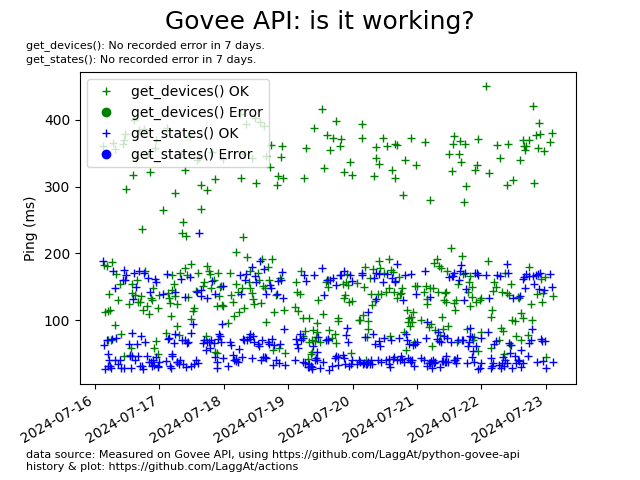 Govee API: is it working?
get_devices(): No recorded error in 7 days.
get_states(): No recorded error in 7 days.
get_devices() OK
get_devices() Error
get_states() OK
get_states() Error
Ping (ms)
400
300
200
100
2024-07-16
2024-07-17
2024-07-18
2024-07-19
2024-07-20
2024-07-21
2024-07-22
2024-07-23
data source: Measured on Govee API, using https://github.com/LaggAt/python-govee-api
history & plot: https://github.com/LaggAt/actions